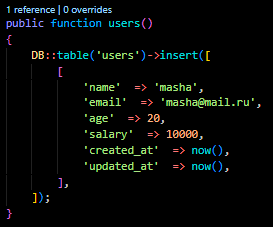 1 reference | 0 overrides
public function users()
{
    DB::table('users')->insert([
        [
            'name'  => 'masha',
            'email'  => 'masha@mail.ru',
            'age'  => 20,
            'salary'  => 10000,
            'created_at'  => now(),
            'updated_at'  => now(),
        ],
    ]);
}